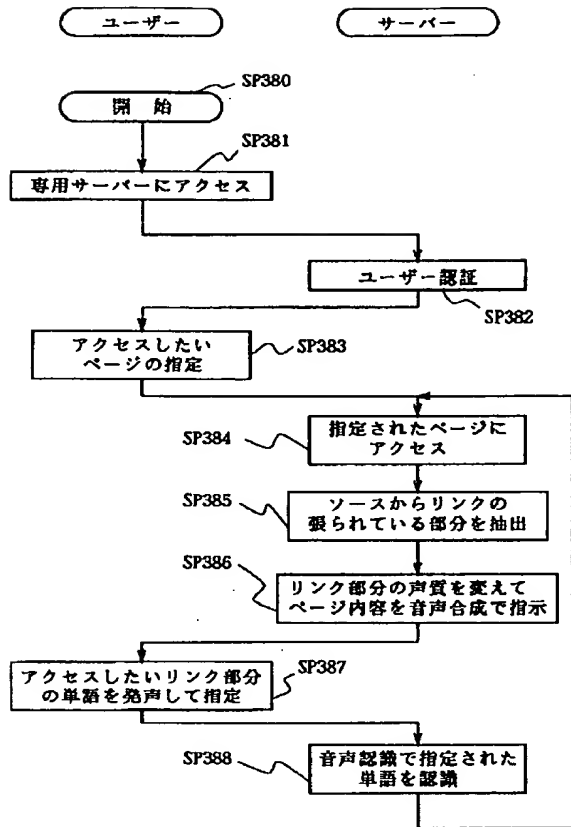 ユーザー
サーバー
SP380
開始
SP381
専用サーバーにアクセス
ユーザー認証
SP382
アクセスしたい
ページの指定
SP383
SP384
指定されたページに
アクセス
SP385
ソースからリンクの
張られている部分を抽出
SP386
リンク部分の声質を変えて
ページ内容を音声合成で指示
SP387
アクセスしたいリンク部分
の単語を発声して指定
SP388
音声認識で指定された
単語を認識